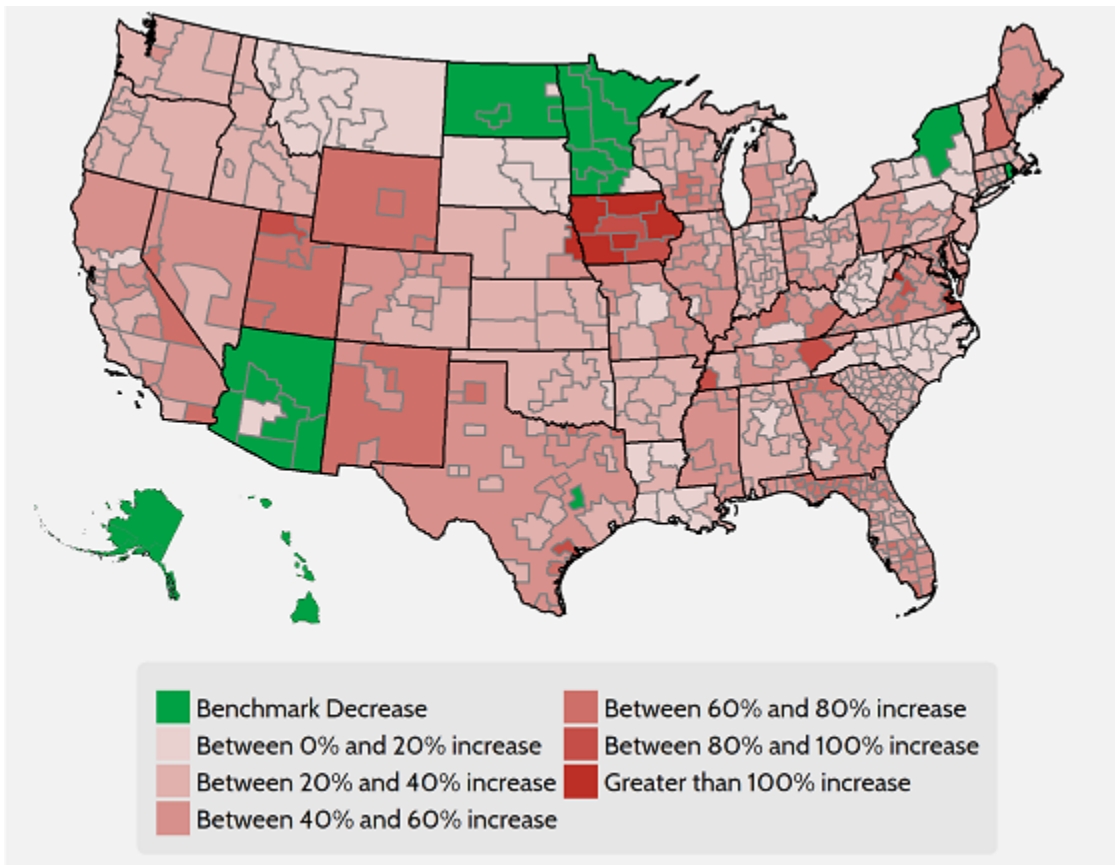 Benchmark Decrease
Between 0% and 20% increase
Between 20% and 40% increase
Between 40% and 60% increase
Between 60% and 80% increase
Between 80% and 100% increase
Greater than 100% increase